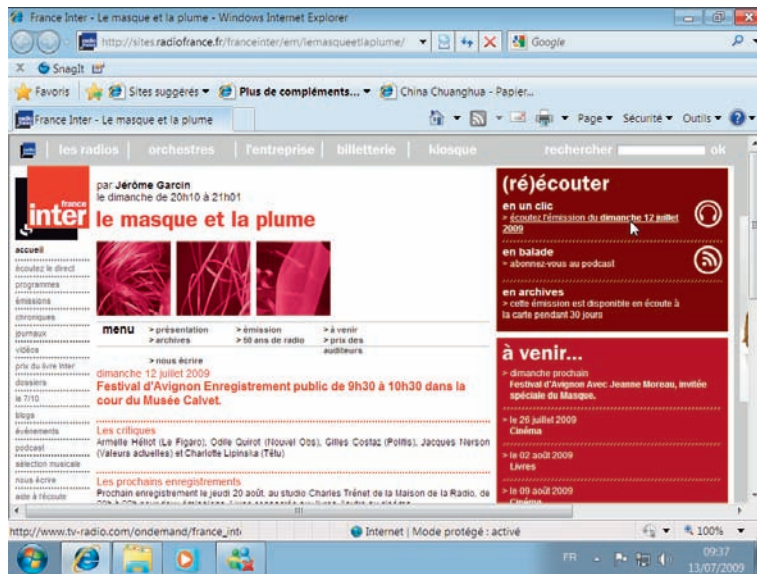 France Inter - Le masque et la plume - Windows Internet Explorer
http://sites.radiofrance.fr/franceinter/em/lemasqueetlaplume/
Google
X SnagIt
Favoris Sites suggérés Plus de compléments... China Chuanghua - Papier...
France Inter - Le masque et la plume
Page Sécurité Outils
les radios | orchestres | l'entreprise | billetterie | kiosque rechercher ok
france
inter
accueil
écoutez le direct
programmes
émissions
chroniques
journaux
vidéos
prix du livre Inter
dossiers
le 7/10
blogs
événements
podcast
sélection musicale
nous écrire
aide à l'écoute
par Jérôme Garcin
le dimanche de 20h10 à 21h01
le masque et la plume
menu > présentation > émission > à venir
> archives > 50 ans de radio > prix des
auditeurs
> nous écrire
dimanche 12 juillet 2009
Festival d'Avignon Enregistrement public de 9h30 à 10h30 dans la
cour du Musée Calvet.
Les critiques
Armelle Héliot (Le Figaro), Odile Quirot (Nouvel Obs), Gilles Costaz (Politis), Jacques Nerson
(Valeurs actuelles) et Charlotte Lipinska (Têtu)
Les prochains enregistrements
Prochain enregistrement le jeudi 20 août, au studio Charles Trénet de la Maison de la Radio, de
(ré)écouter
en un clic
> écoutez l'émission du dimanche 12 juillet
2009
en balade
> abonnez-vous au podcast
en archives
> cette émission est disponible en écoute à
la carte pendant 30 jours
à venir...
> dimanche prochain
Festival d'Avignon Avec Jeanne Moreau, invitée
spéciale du Masque.
> le 26 juillet 2009
Cinéma
> le 02 août 2009
Livres
> le 09 août 2009
Cinéma
http://www.tv-radio.com/ondemand/france_int
Internet | Mode protégé : activé
100%
FR
09:37
13/07/2009